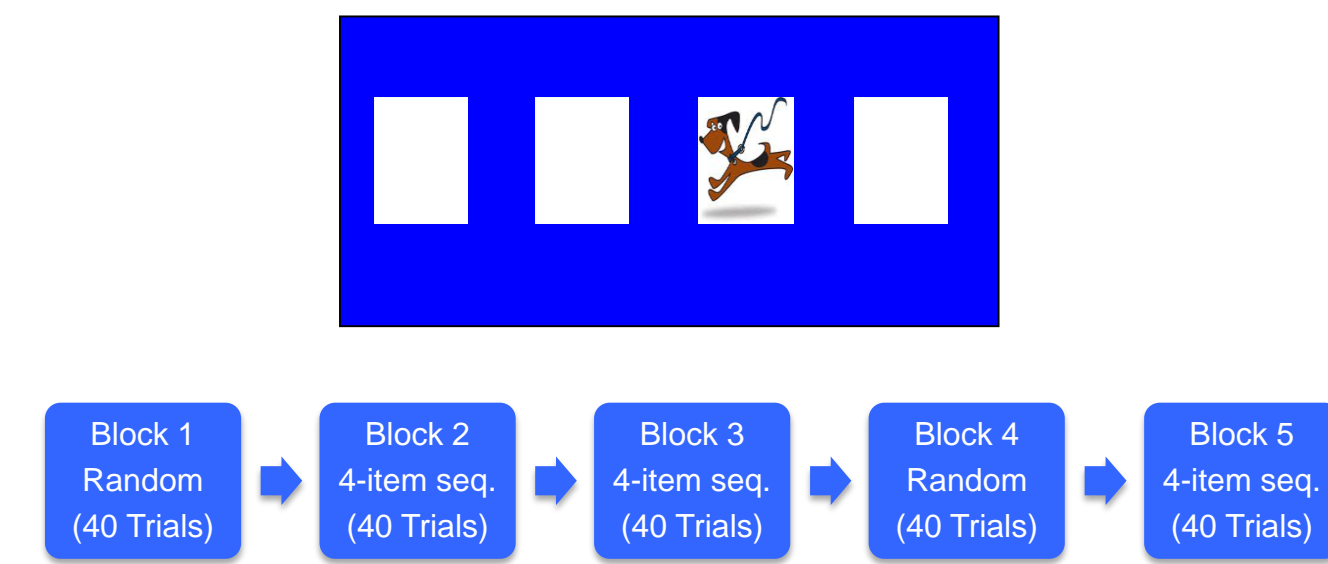 Block 1
Random
(40 Trials)
Block 2
4-item seq.
(40 Trials)
Block 3
4-item seq.
(40 Trials)
Block 4
Random
(40 Trials)
Block 5
4-item seq.
(40 Trials)